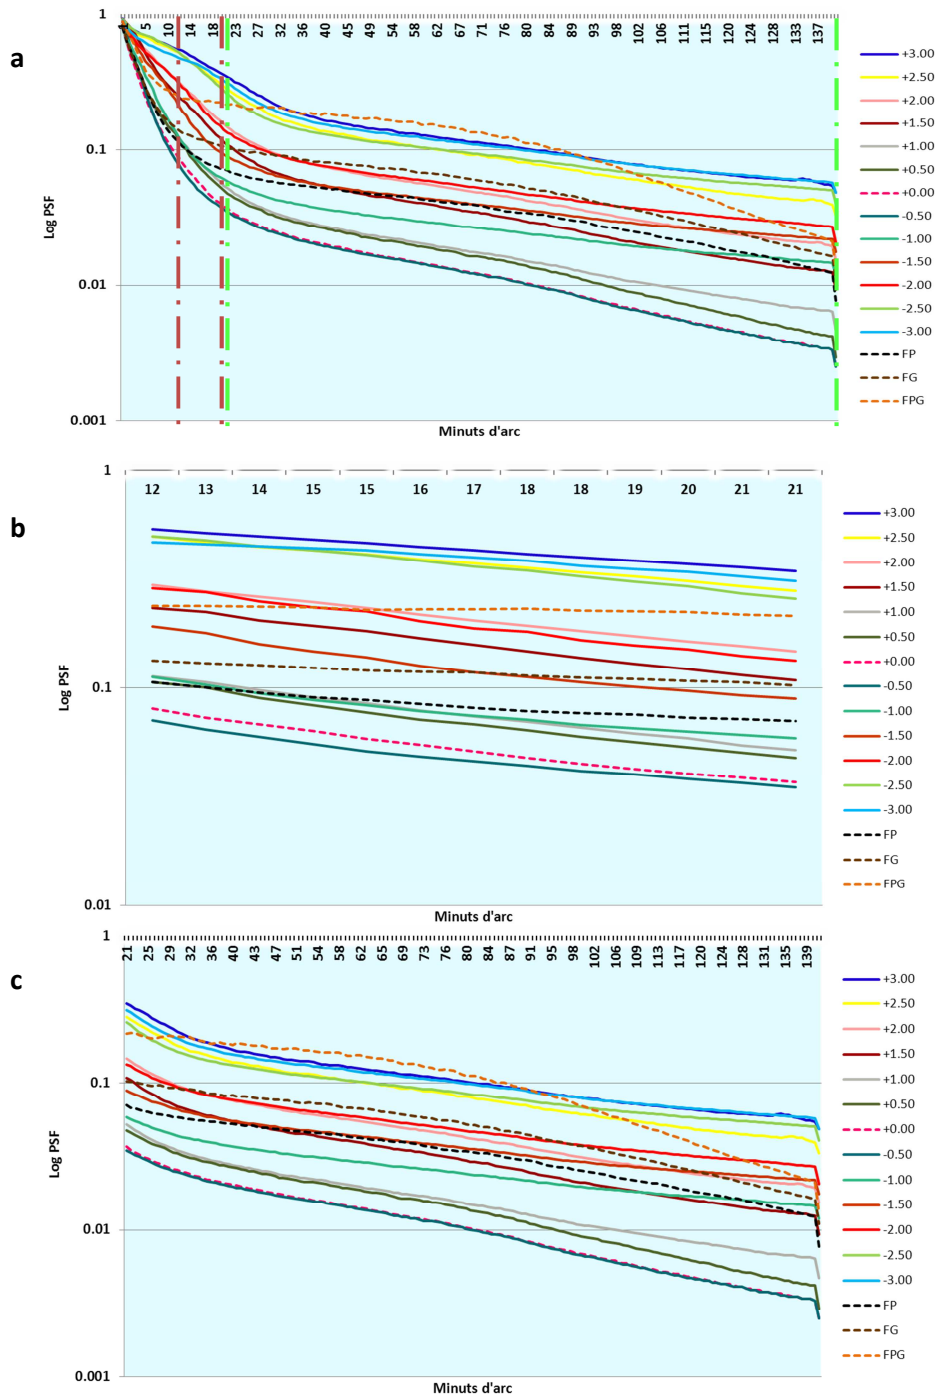 a
1
0.1
0.01
0.001
Log PSF
1 5 10 14 18 23 27 32 36 40 45 49 53 58 62 67 71 75 80 84 89 93 98 102 106 111 115 120 124 128 133 137
Minuts d'arc
+3.00
+2.50
+2.00
+1.50
+1.00
+0.50
+0.00
-0.50
-1.00
-1.50
-2.00
-2.50
-3.00
FP
FG
FPG
b
1
0.1
0.01
Log PSF
12 13 14 15 15 16 17 18 18 19 20 21 21
Minuts d'arc
+3.00
+2.50
+2.00
+1.50
+1.00
+0.50
+0.00
-0.50
-1.00
-1.50
-2.00
-2.50
-3.00
FP
FG
FPG
c
1
0.1
0.01
0.001
Log PSF
21 25 29 32 36 40 43 47 51 54 58 62 65 69 73 76 80 84 87 91 95 98 102 106 109 113 117 120 124 128 131 135 139
Minuts d'arc
+3.00
+2.50
+2.00
+1.50
+1.00
+0.50
+0.00
-0.50
-1.00
-1.50
-2.00
-2.50
-3.00
FP
FG
FPG